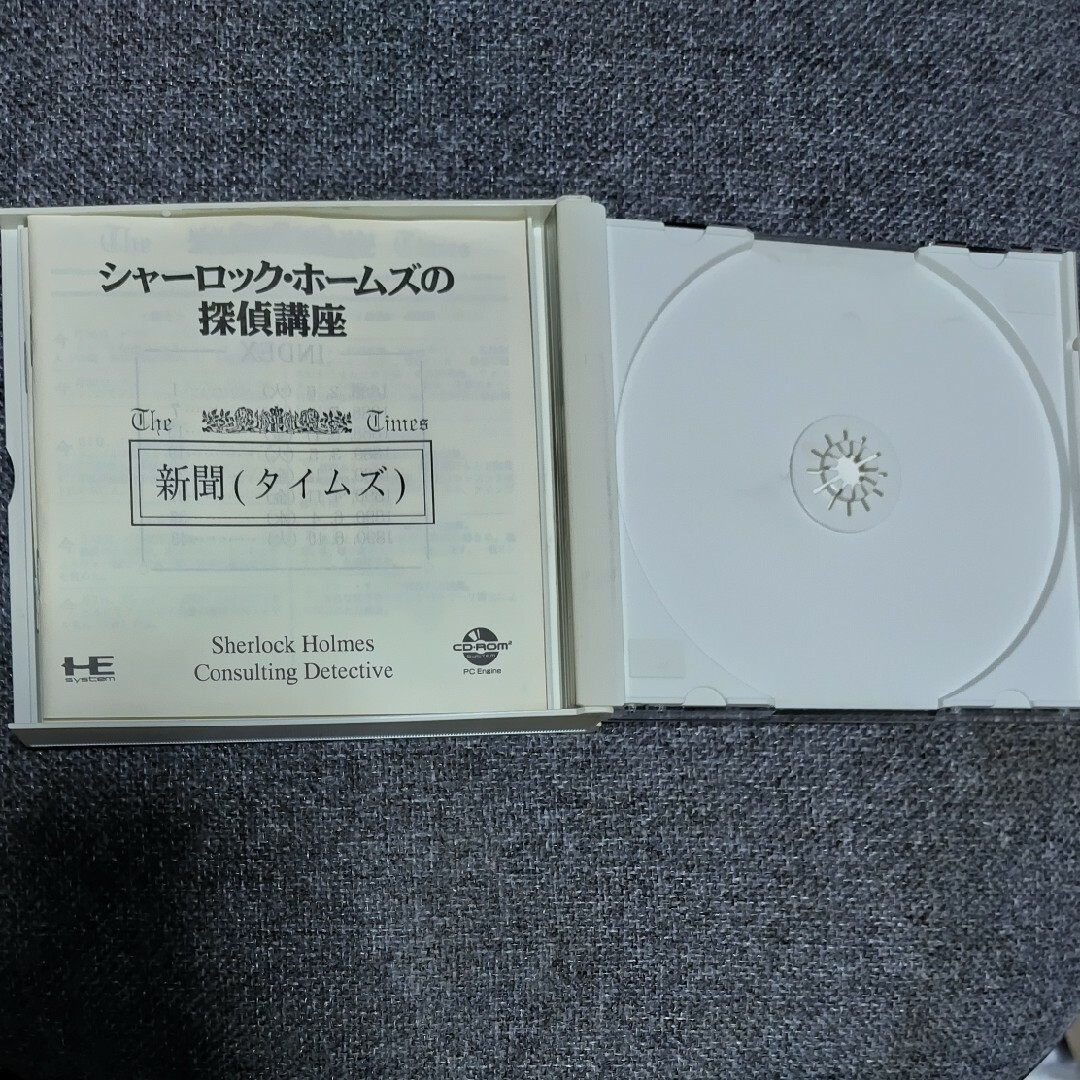 シャーロック・ホームズの
探偵講座
The Times
新聞(タイムズ)
Sherlock Holmes
Consulting Detective
HE
system
CD-ROM²
SYSTEM
PC Engine
INDEX